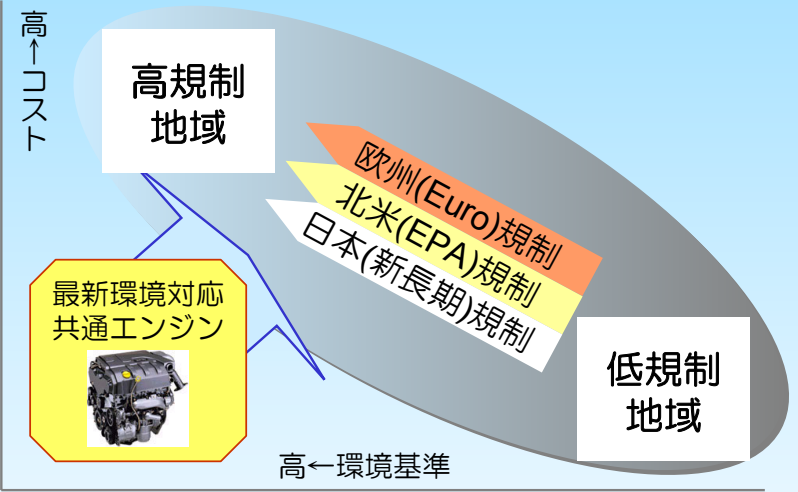 高←コスト
高規制
地域
欧州(Euro)規制
北米(EPA)規制
日本(新長期)規制
最新環境対応
共通エンジン
低規制
地域
高←環境基準